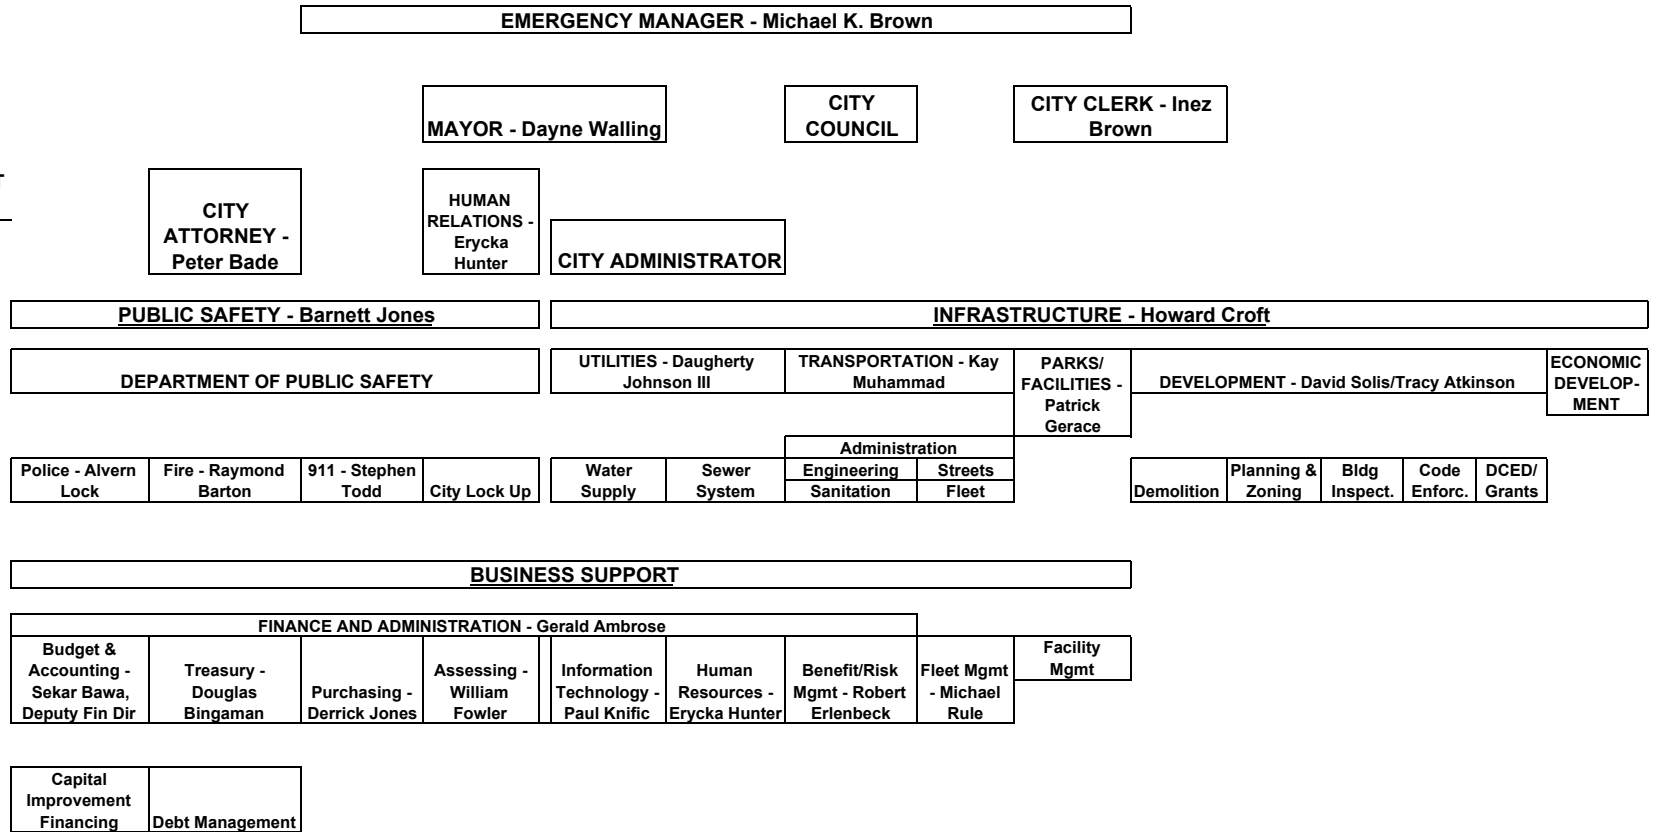 EMERGENCY MANAGER - Michael K. Brown
MAYOR - Dayne Walling
CITY
COUNCIL
CITY CLERK - Inez
Brown
CITY
ATTORNEY -
Peter Bade
HUMAN
RELATIONS -
Erycka
Hunter
CITY ADMINISTRATOR
PUBLIC SAFETY - Barnett Jones
INFRASTRUCTURE - Howard Croft
DEPARTMENT OF PUBLIC SAFETY
UTILITIES - Daugherty
Johnson III
TRANSPORTATION - Kay
Muhammad
PARKS/
FACILITIES -
Patrick
Gerace
DEVELOPMENT - David Solis/Tracy Atkinson
ECONOMIC
DEVELOP-
MENT
Administration
Police - Alvern
Lock
Fire - Raymond
Barton
911 - Stephen
Todd
City Lock Up
Water
Supply
Sewer
System
Engineering
Streets
Sanitation
Fleet
Demolition
Planning &
Zoning
Bldg
Inspect.
Code
Enforc.
DCED/
Grants
BUSINESS SUPPORT
FINANCE AND ADMINISTRATION - Gerald Ambrose
Budget &
Accounting -
Sekar Bawa,
Deputy Fin Dir
Treasury -
Douglas
Bingaman
Purchasing -
Derrick Jones
Assessing -
William
Fowler
Information
Technology -
Paul Knific
Human
Resources -
Erycka Hunter
Benefit/Risk
Mgmt - Robert
Erlenbeck
Fleet Mgmt
- Michael
Rule
Facility
Mgmt
Capital
Improvement
Financing
Debt Management